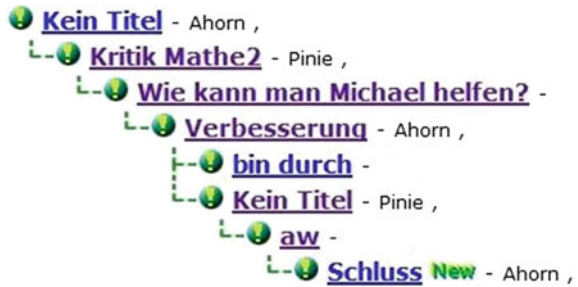 Kein Titel - Ahorn ,
Kritik Mathe2 - Pinie ,
Wie kann man Michael helfen? -
Verbesserung - Ahorn ,
bin durch -
Kein Titel - Pinie ,
aw -
Schluss New - Ahorn ,